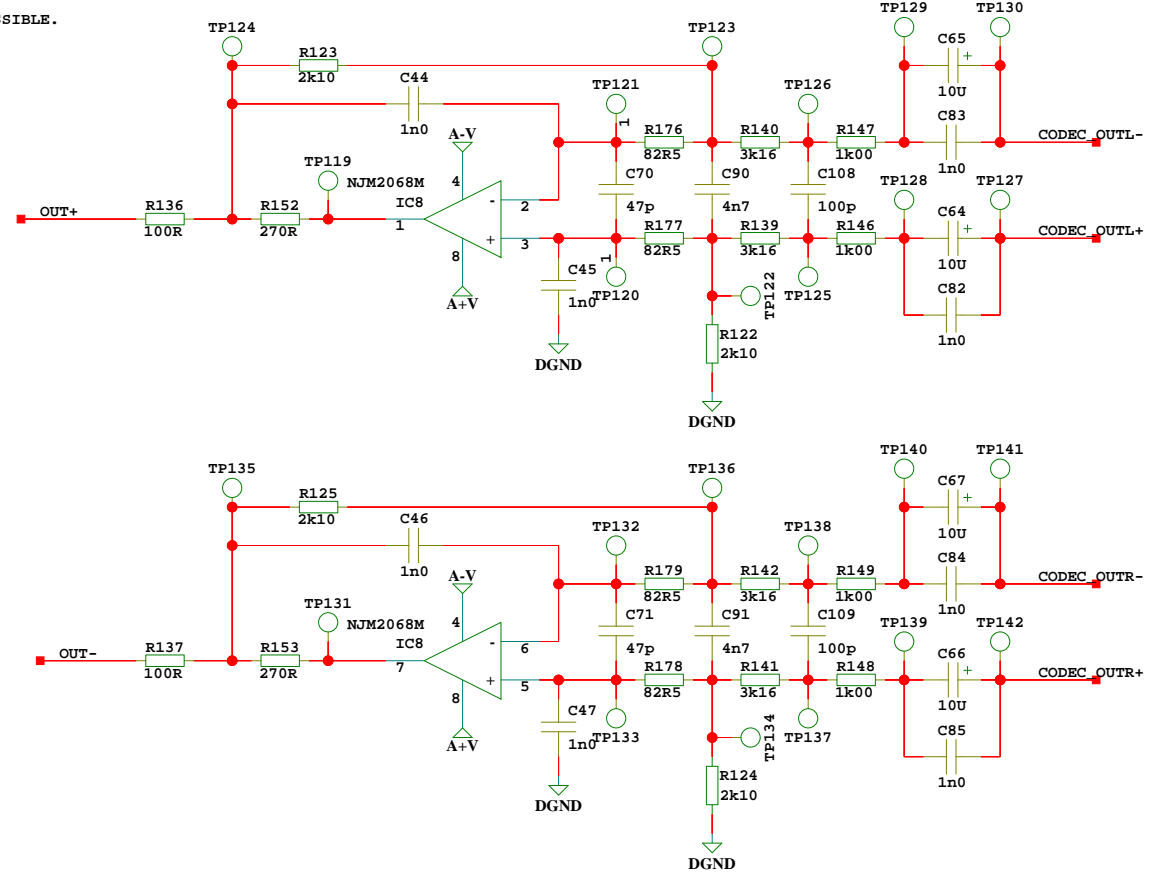 SSIBLE.
TP124
TP123
TP129
TP130
R123
2k10
C65
+
10U
C44
1n0
TP121
1
TP126
A-V
4
R176
82R5
R140
3k16
R147
1k00
C83
1n0
CODEC_OUTL-
TP119
NJM2068M
IC8
C70
47p
C90
4n7
C108
100p
TP128
TP127
OUT+
R136
100R
R152
270R
1
-
2
+
3
8
A+V
R177
82R5
R139
3k16
R146
1k00
C64
+
10U
CODEC_OUTL+
C45
1n0
1
TP120
TP122
TP125
C82
1n0
DGND
R122
2k10
DGND
TP135
TP136
TP140
TP141
R125
2k10
C67
+
10U
C46
1n0
TP132
TP138
A-V
4
R179
82R5
R142
3k16
R149
1k00
C84
1n0
CODEC_OUTR-
TP131
NJM2068M
IC8
C71
47p
C91
4n7
C109
100p
TP139
TP142
OUT-
R137
100R
R153
270R
7
-
6
+
5
8
A+V
R178
82R5
R141
3k16
R148
1k00
C66
+
10U
CODEC_OUTR+
C47
1n0
TP133
TP134
TP137
C85
1n0
DGND
R124
2k10
DGND